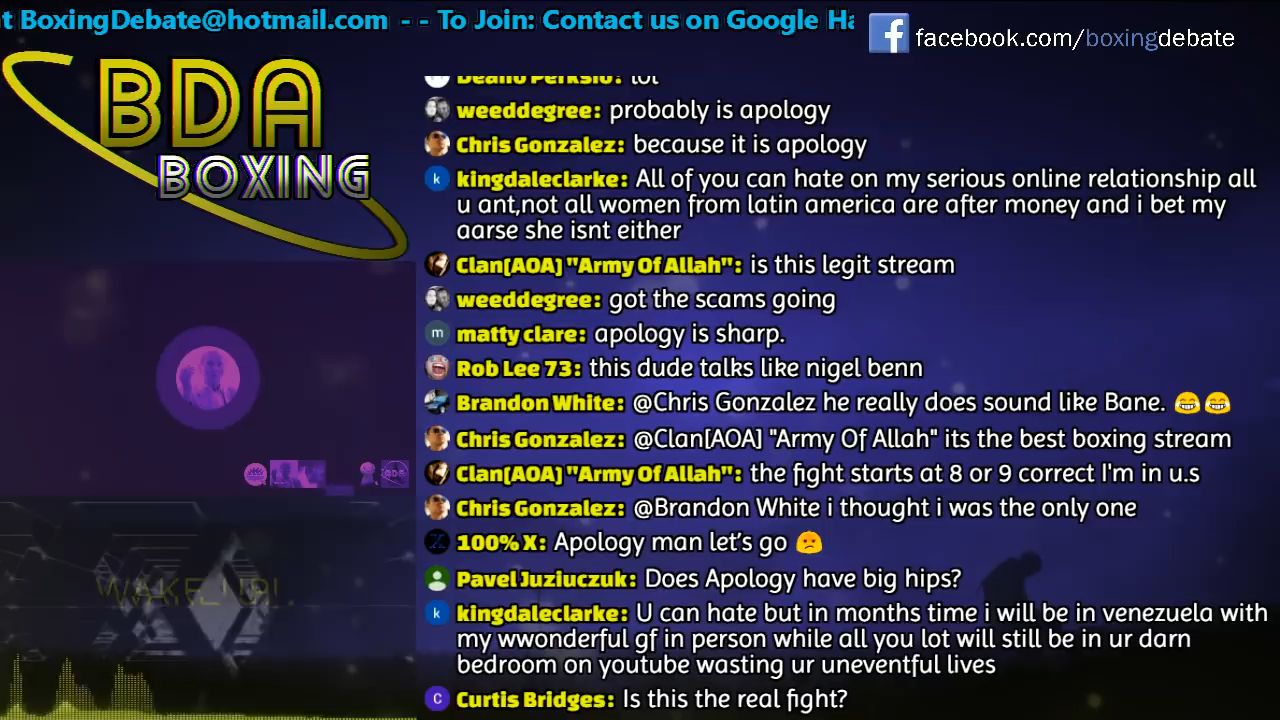 t BoxingDebate@hotmail.com - - To Join: Contact us on Google Ha
facebook.com/boxingdebate
BDA
BOXING
Deano Perksio: lol
weeddegree: probably is apology
Chris Gonzalez: because it is apology
kingdaleclarke: All of you can hate on my serious online relationship all
u ant,not all women from latin america are after money and i bet my
aarse she isnt either
Clan[AOA] "Army Of Allah": is this legit stream
weeddegree: got the scams going
matty clare: apology is sharp.
Rob Lee 73: this dude talks like nigel benn
Brandon White: @Chris Gonzalez he really does sound like Bane. 😂 😂
Chris Gonzalez: @Clan[AOA] "Army Of Allah" its the best boxing stream
Clan[AOA] "Army Of Allah": the fight starts at 8 or 9 correct I'm in u.s
Chris Gonzalez: @Brandon White i thought i was the only one
100% X: Apology man let's go 😡
Pavel Juziuczuk: Does Apology have big hips?
kingdaleclarke: U can hate but in months time i will be in venezuela with
my wwonderful gf in person while all you lot will still be in ur darn
bedroom on youtube wasting ur uneventful lives
Curtis Bridges: Is this the real fight?
WAKE UP!